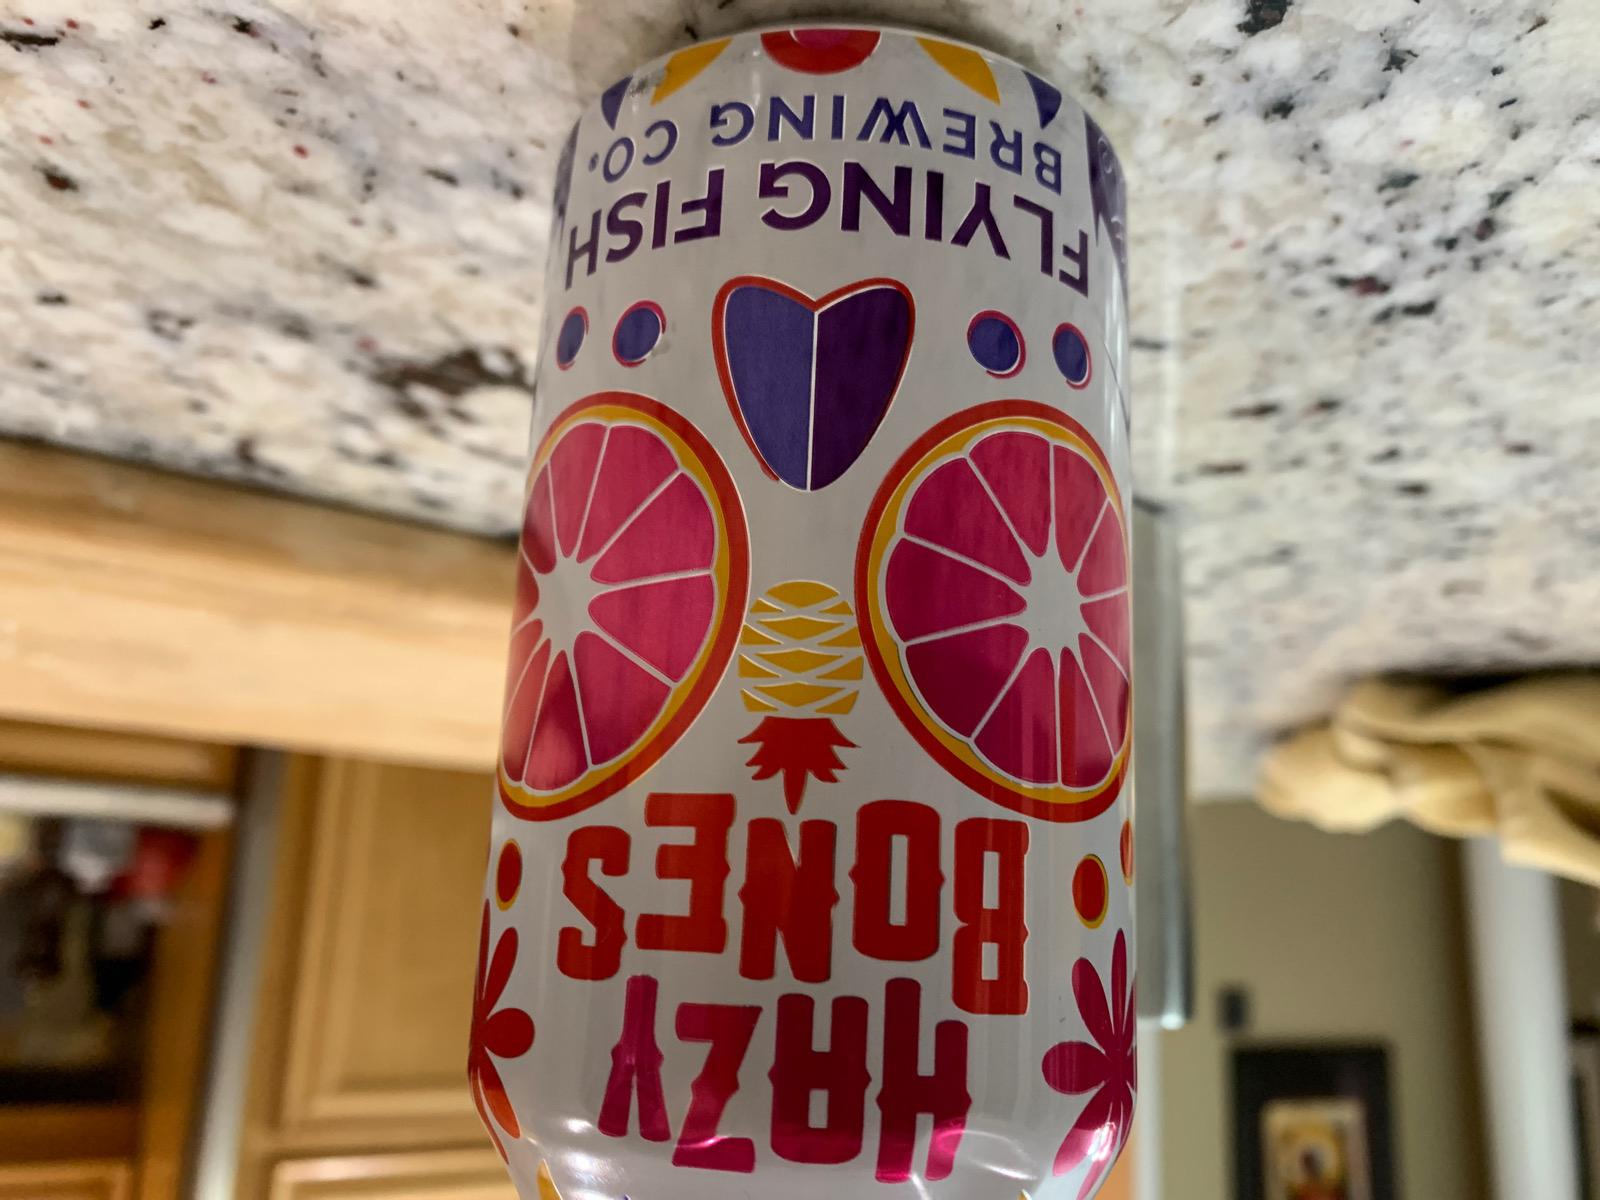 HAZY
BONES
FLYING FISH
BREWING CO.